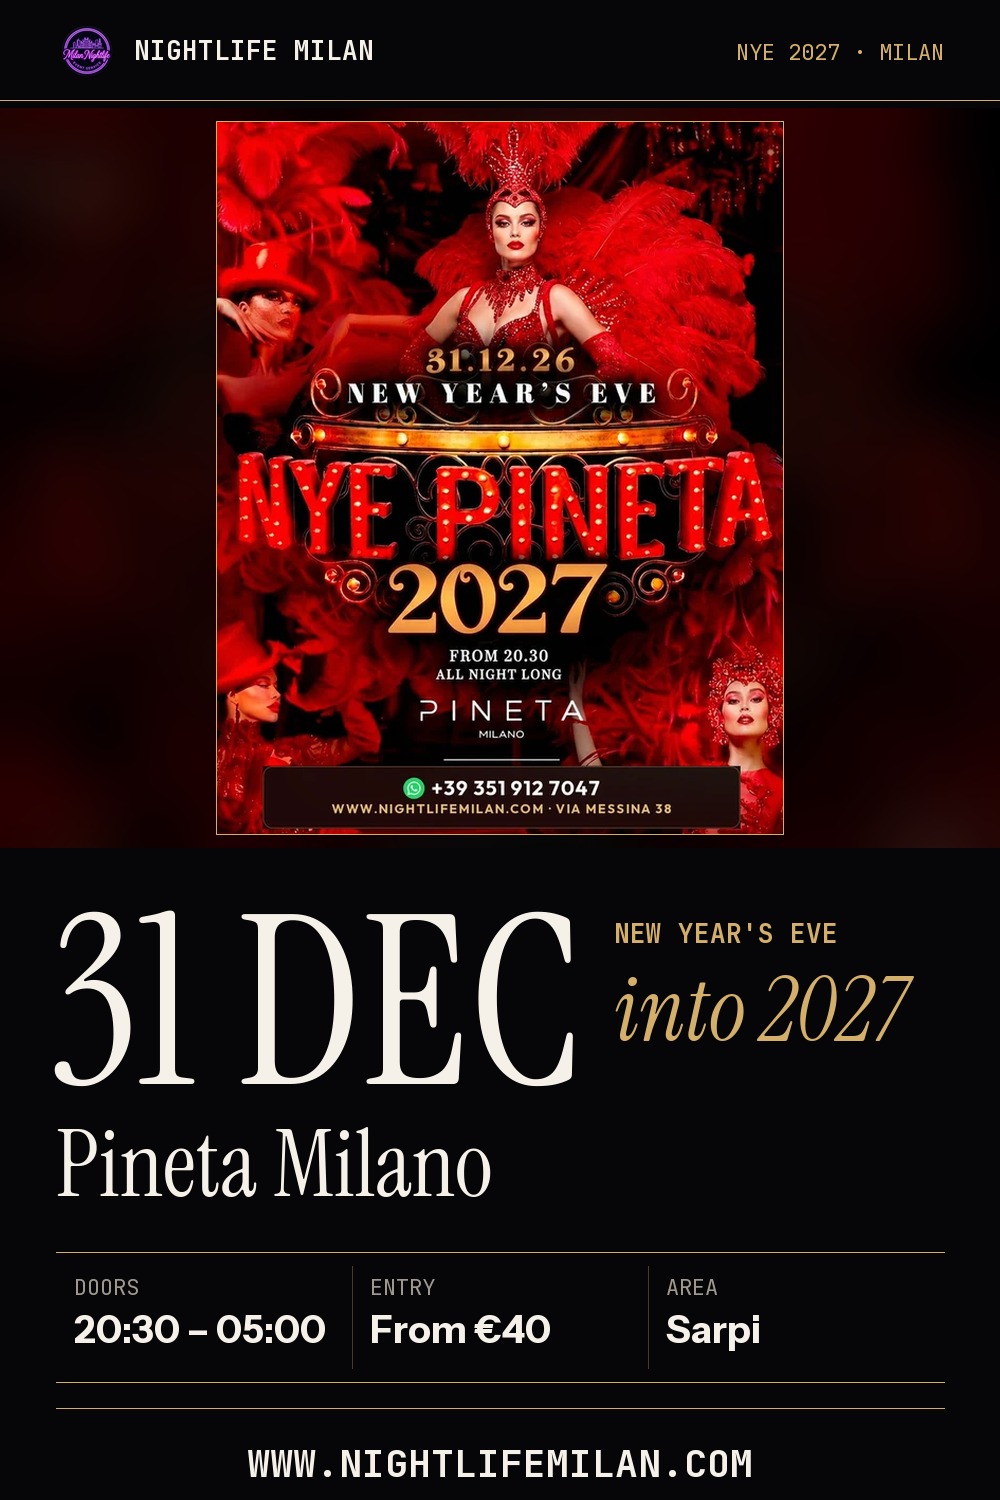 Milan Nightlife
NIGHTLIFE MILAN
NYE 2027 · MILAN
31.12.26
NEW YEAR'S EVE
NYE PINETA
2027
FROM 20.30
ALL NIGHT LONG
PINETA
MILANO
+39 351 912 7047
WWW.NIGHTLIFEMILAN.COM · VIA MESSINA 38
31 DEC
NEW YEAR'S EVE
into 2027
Pineta Milano
DOORS
20:30 – 05:00
ENTRY
From €40
AREA
Sarpi
WWW.NIGHTLIFEMILAN.COM